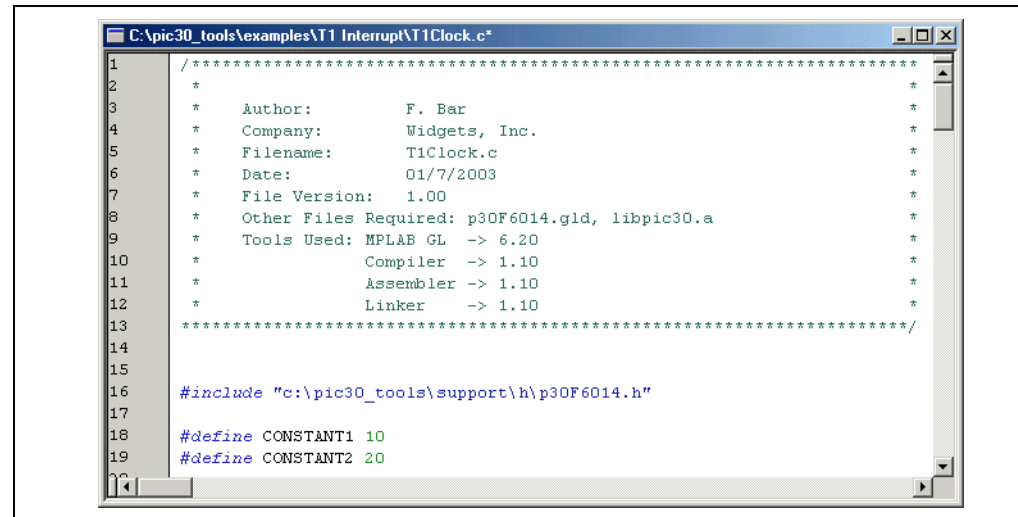 C:\pic30_tools\examples\T1 Interrupt\T1Clock.c*
1 /***********************************************************************
2 * *
3 * Author: F. Bar *
4 * Company: Widgets, Inc. *
5 * Filename: T1Clock.c *
6 * Date: 01/7/2003 *
7 * File Version: 1.00 *
8 * Other Files Required: p30F6014.gld, libpic30.a *
9 * Tools Used: MPLAB GL -> 6.20 *
10 * Compiler -> 1.10 *
11 * Assembler -> 1.10 *
12 * Linker -> 1.10 *
13 ***********************************************************************/
14
15
16 #include "c:\pic30_tools\support\h\p30F6014.h"
17
18 #define CONSTANT1 10
19 #define CONSTANT2 20